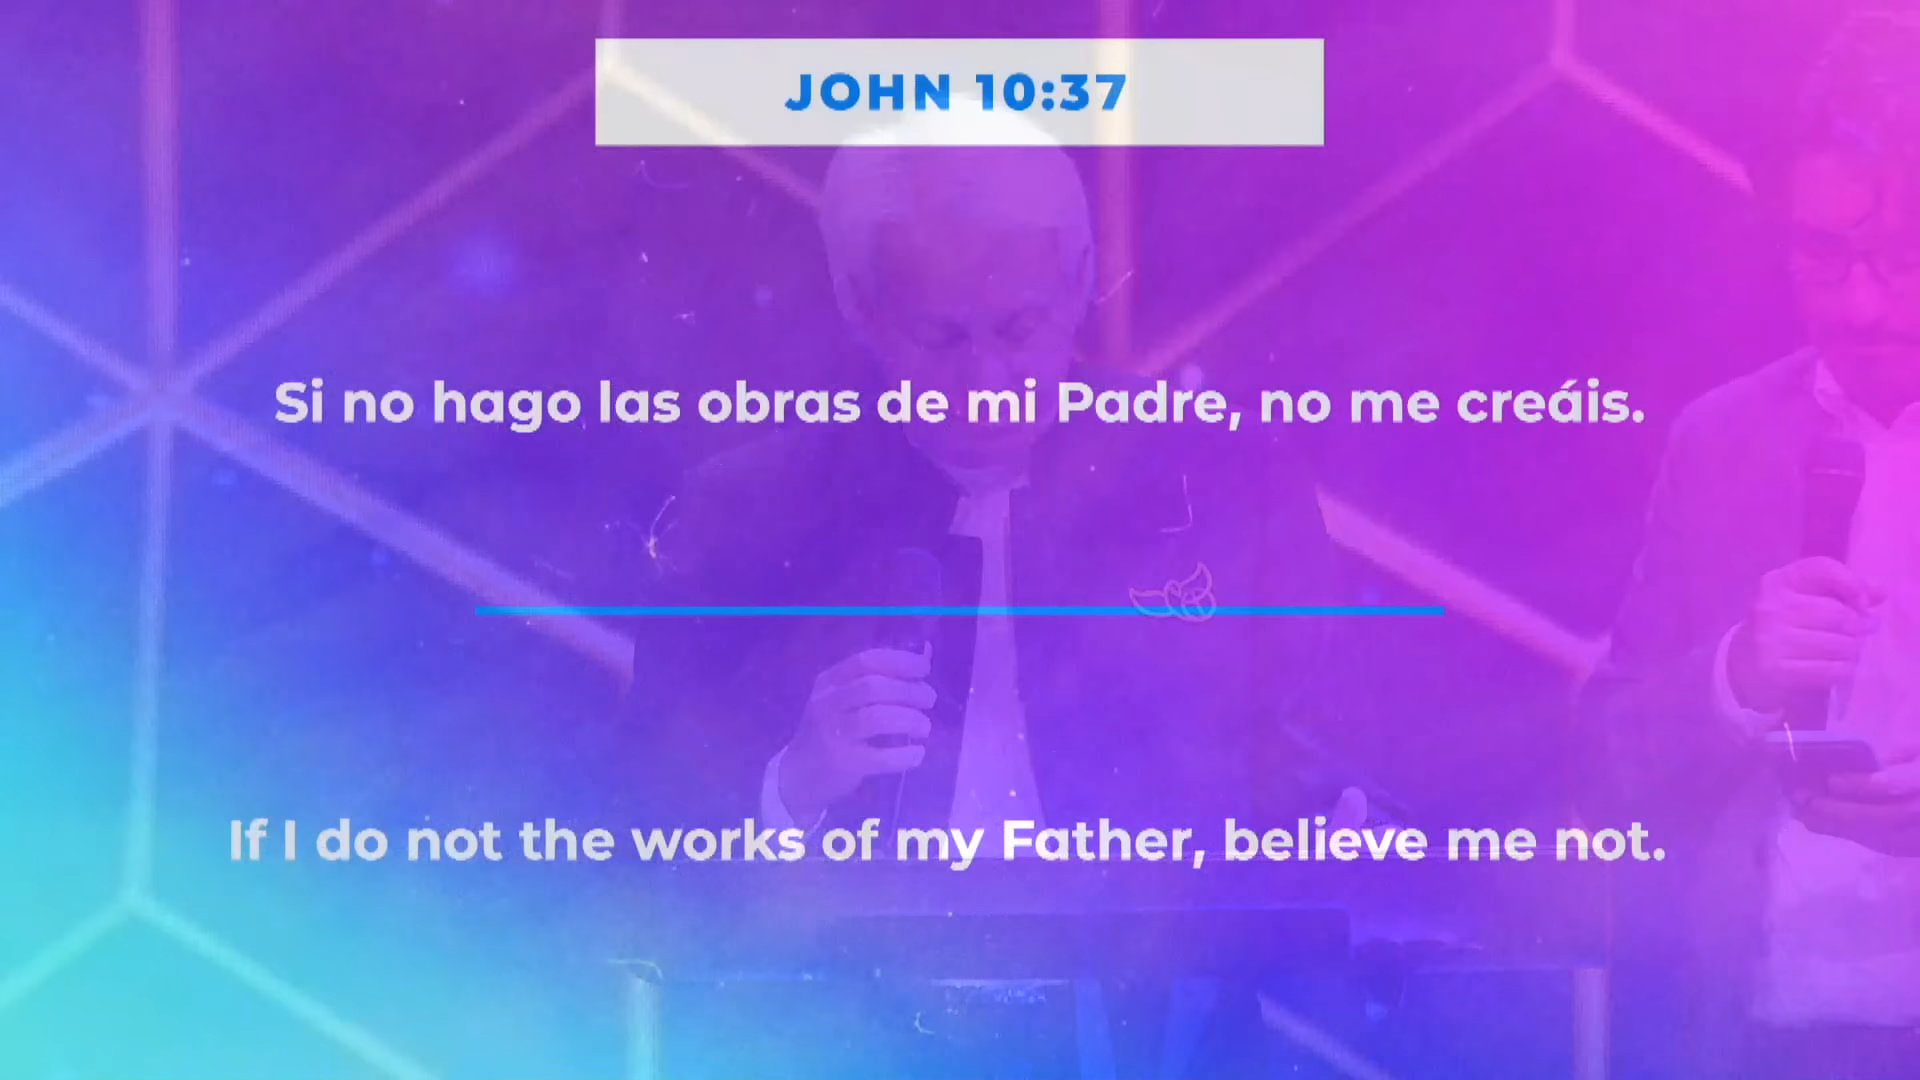 JOHN 10:37
Si no hago las obras de mi Padre, no me creáis.
If I do not the works of my Father, believe me not.